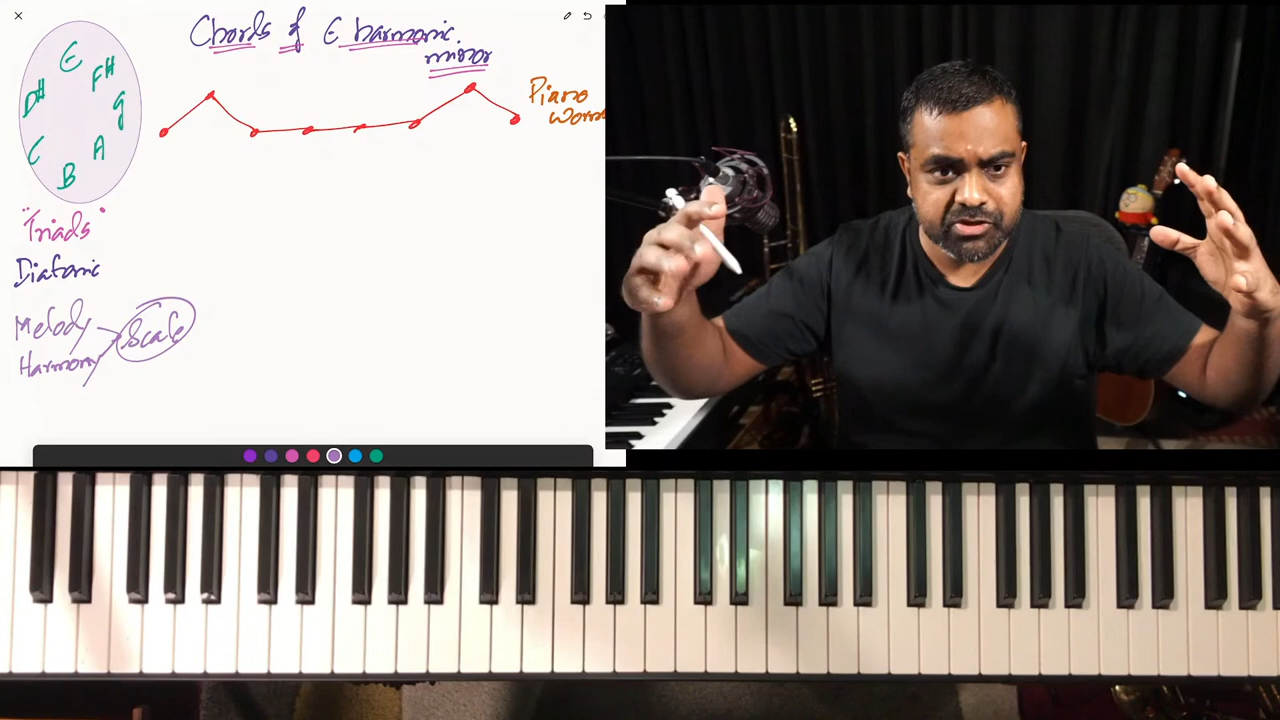 Chords of E harmonic
minor
E
F#
G
A
B
C
D#
Piano
"Triads"
Diatonic
Melody
Scale
Harmony